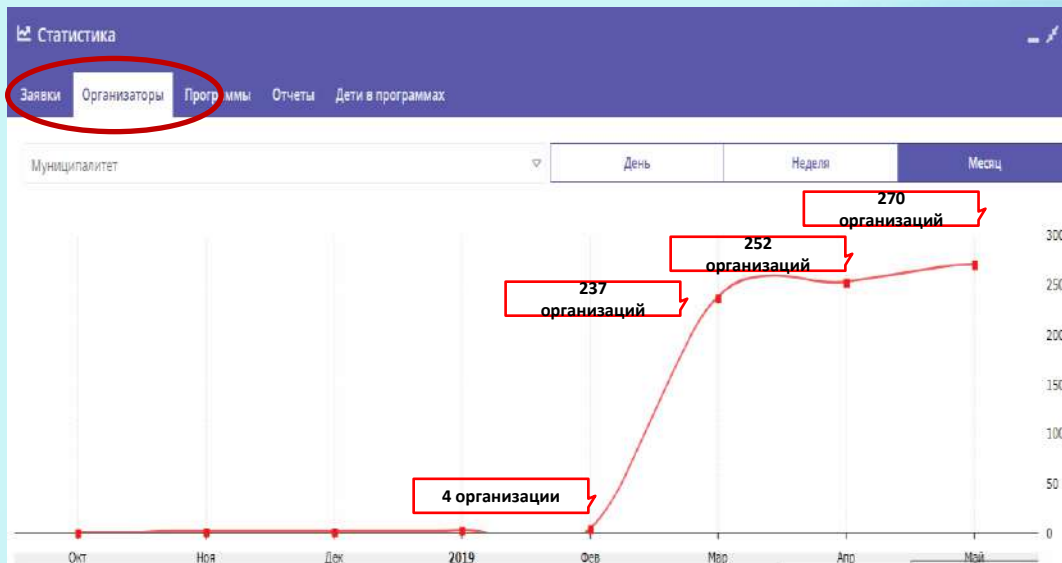 Статистика
Заявки Организаторы Программы Отчеты Дети в программах
Муниципалитет День Неделя Месяц
270
организаций
252
организаций
237
организаций
4 организации
300
250
200
150
100
50
0
Окт Ноя Дек 2019 Фев Мар Апр Май